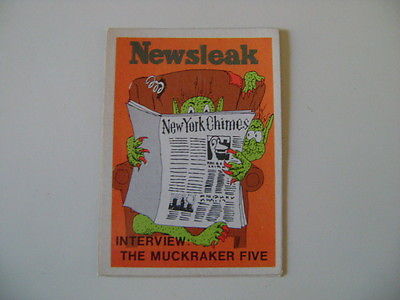 Newsleak
New York Chimes
INTERVIEW:
THE MUCKRAKER FIVE